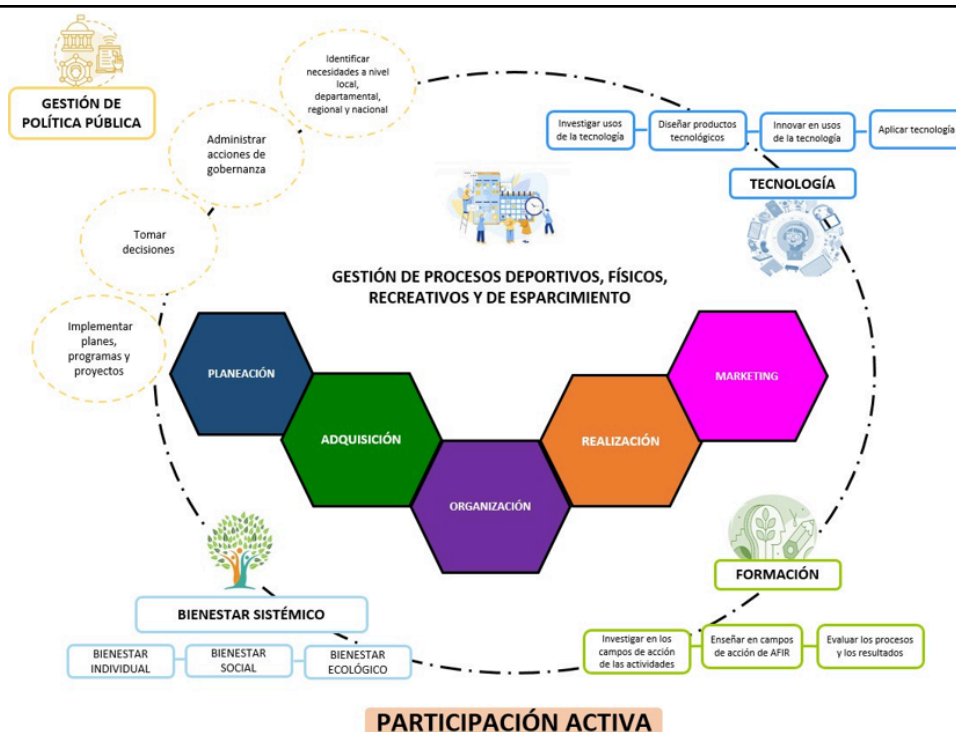 GESTIÓN DE
POLÍTICA PÚBLICA
Identificar
necesidades a nivel
local,
departamental,
regional y nacional
Administrar
acciones de
gobernanza
Tomar
decisiones
Implementar
planes,
programas y
proyectos
Investigar usos
de la tecnología
Diseñar productos
tecnológicos
Innovar en usos
de la tecnología
Aplicar tecnología
TECNOLOGÍA
GESTIÓN DE PROCESOS DEPORTIVOS, FÍSICOS,
RECREATIVOS Y DE ESPARCIMIENTO
PLANEACIÓN
ADQUISICIÓN
ORGANIZACIÓN
REALIZACIÓN
MARKETING
BIENESTAR SISTÉMICO
BIENESTAR
INDIVIDUAL
BIENESTAR
SOCIAL
BIENESTAR
ECOLÓGICO
FORMACIÓN
Investigar en los
campos de acción
de las actividades
Enseñar en campos
de acción de AFIR
Evaluar los procesos
y los resultados
PARTICIPACIÓN ACTIVA